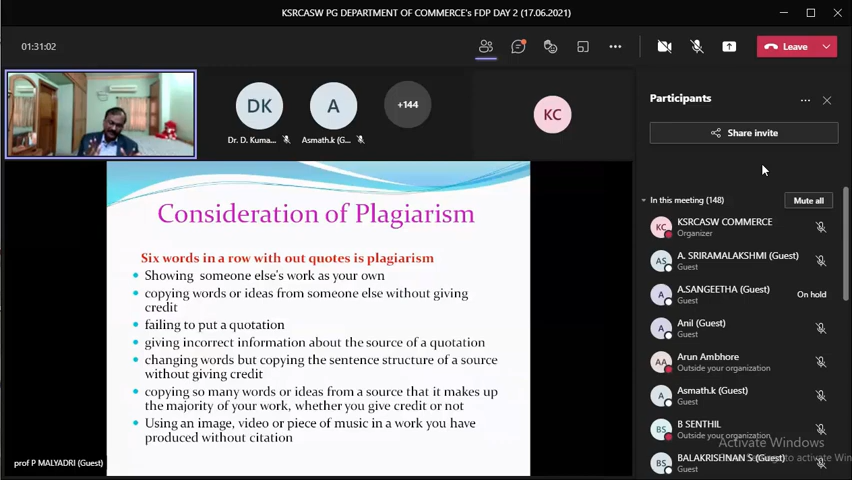 KSRCASW PG DEPARTMENT OF COMMERCE's FDP DAY 2 (17.06.2021)
01:31:02
Leave
DK
A
+144
KC
Dr. D. Kuma...
Asmath.k (G...
Consideration of Plagiarism
Six words in a row with out quotes is plagiarism
Showing someone else's work as your own
copying words or ideas from someone else without giving
credit
failing to put a quotation
giving incorrect information about the source of a quotation
changing words but copying the sentence structure of a source
without giving credit
copying so many words or ideas from a source that it makes up
the majority of your work, whether you give credit or not
Using an image, video or piece of music in a work you have
produced without citation
prof P MALYADRI (Guest)
Participants
Share invite
In this meeting (148)
Mute all
KC
KSRCASW COMMERCE
Organizer
AS
A. SRIRAMALAKSHMI (Guest)
Guest
A
A.SANGEETHA (Guest)
Guest
On hold
A
Anil (Guest)
Guest
AA
Arun Ambhore
Outside your organization
A
Asmath.k (Guest)
Guest
BS
B SENTHIL
Outside your organization
Activate Windows
BS
BALAKRISHNAN S (Guest)
Guest